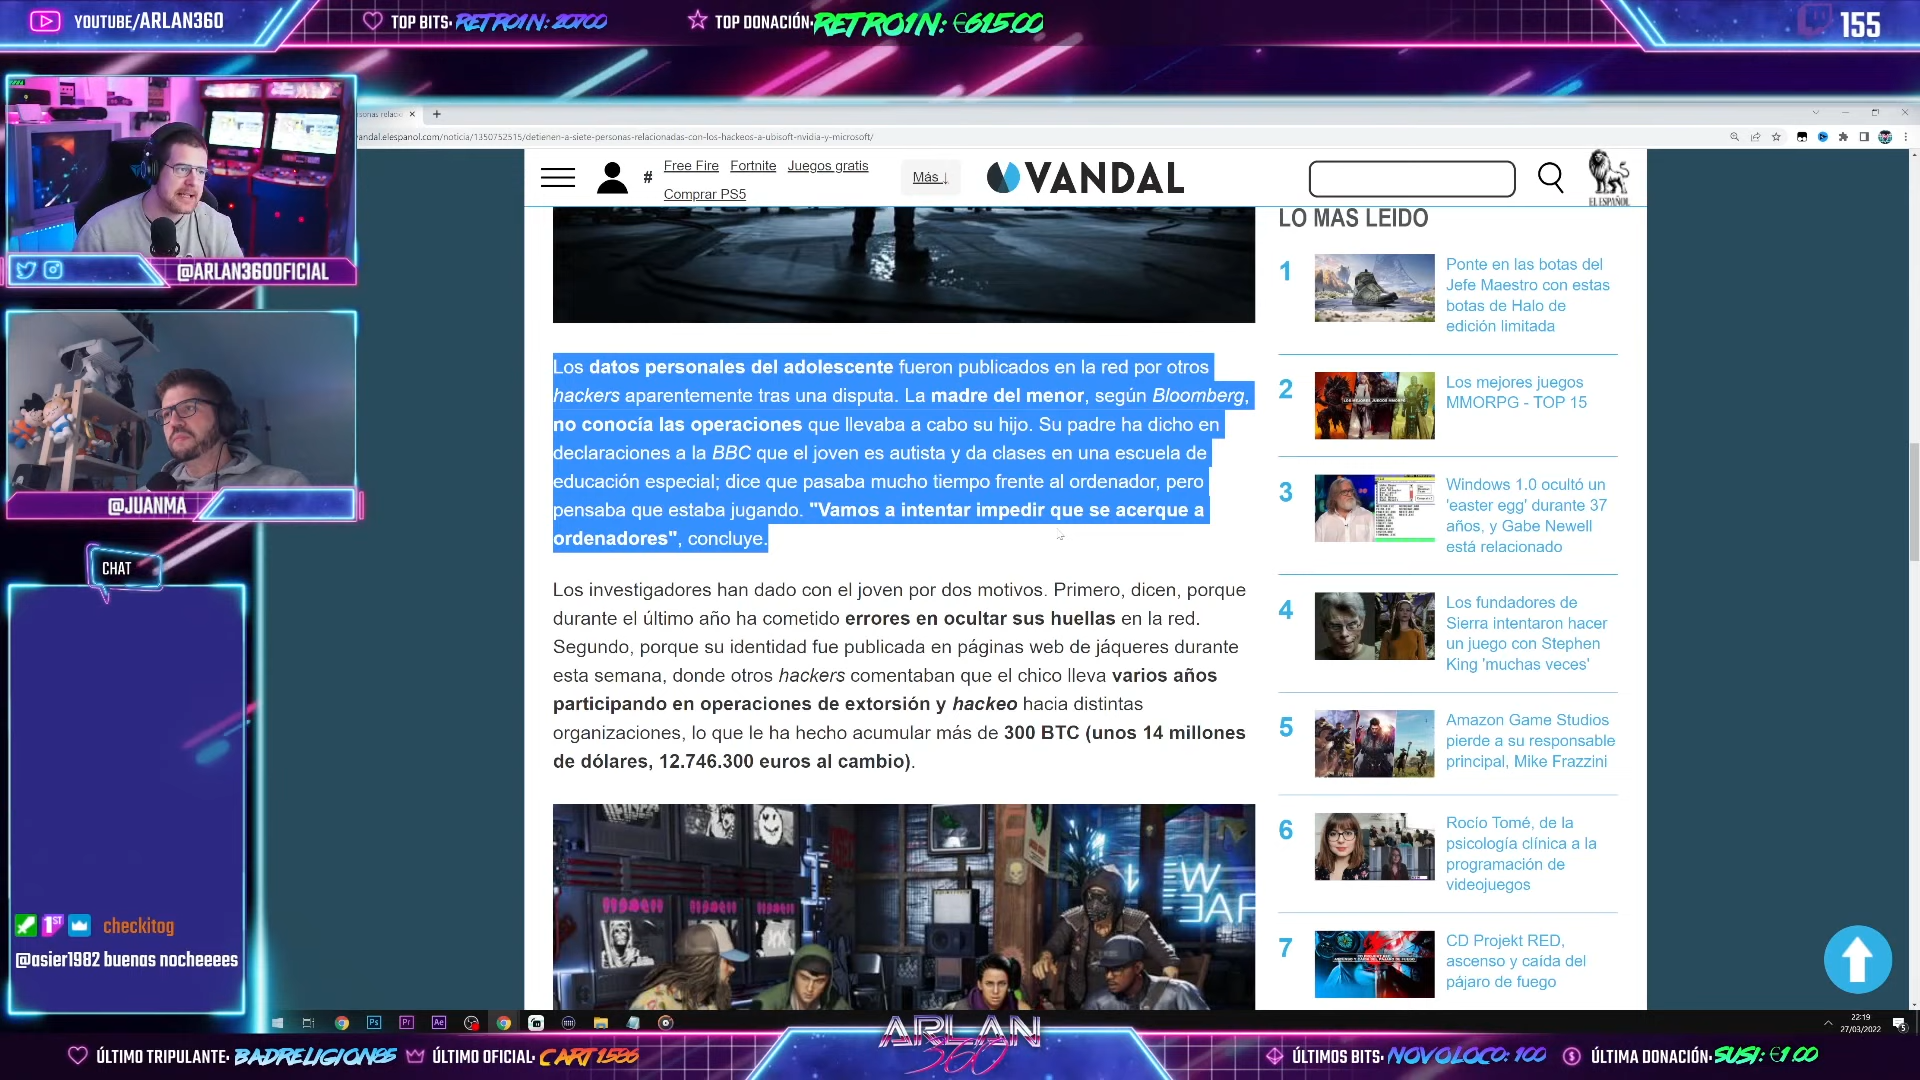 YOUTUBE/ARLAN360
TOP BITS: RETRO1N: 20700
TOP DONACIÓN: RETRO1N: €615.00
155
vandal.elespanol.com/noticia/1350752515/detienen-a-siete-personas-relacionadas-con-los-hackeos-a-ubisoft-nvidia-y-microsoft/
# Free Fire Fortnite Juegos gratis
Comprar PS5
Más ↓
VANDAL
EL ESPAÑOL
@ARLAN360OFICIAL
@JUANMA
CHAT
checkitog
@asier1982 buenas nocheeees
Los datos personales del adolescente fueron publicados en la red por otros
hackers aparentemente tras una disputa. La madre del menor, según Bloomberg,
no conocía las operaciones que llevaba a cabo su hijo. Su padre ha dicho en
declaraciones a la BBC que el joven es autista y da clases en una escuela de
educación especial; dice que pasaba mucho tiempo frente al ordenador, pero
pensaba que estaba jugando. "Vamos a intentar impedir que se acerque a
ordenadores", concluye.
Los investigadores han dado con el joven por dos motivos. Primero, dicen, porque
durante el último año ha cometido errores en ocultar sus huellas en la red.
Segundo, porque su identidad fue publicada en páginas web de jáqueres durante
esta semana, donde otros hackers comentaban que el chico lleva varios años
participando en operaciones de extorsión y hackeo hacia distintas
organizaciones, lo que le ha hecho acumular más de 300 BTC (unos 14 millones
de dólares, 12.746.300 euros al cambio).
LO MÁS LEÍDO
1
Ponte en las botas del
Jefe Maestro con estas
botas de Halo de
edición limitada
2
Los mejores juegos
MMORPG - TOP 15
3
Windows 1.0 ocultó un
'easter egg' durante 37
años, y Gabe Newell
está relacionado
4
Los fundadores de
Sierra intentaron hacer
un juego con Stephen
King 'muchas veces'
5
Amazon Game Studios
pierde a su responsable
principal, Mike Frazzini
6
Rocío Tomé, de la
psicología clínica a la
programación de
videojuegos
7
CD Projekt RED,
ascenso y caída del
pájaro de fuego
22:19
27/03/2022
ARLAN
360
ÚLTIMO TRIPULANTE: BADRELIGION85
ÚLTIMO OFICIAL: CART1586
ÚLTIMOS BITS: NOVOLOCO: 100
ÚLTIMA DONACIÓN: SUSI: €1.00